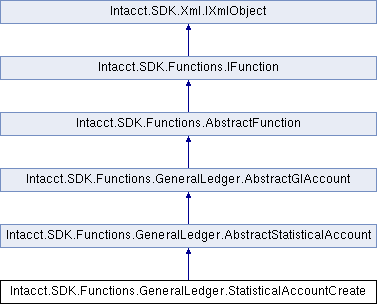 Intacct.SDK.Xml.IXmlObject
Intacct.SDK.Functions.IFunction
Intacct.SDK.Functions.AbstractFunction
Intacct.SDK.Functions.GeneralLedger.AbstractGlAccount
Intacct.SDK.Functions.GeneralLedger.AbstractStatisticalAccount
Intacct.SDK.Functions.GeneralLedger.StatisticalAccountCreate